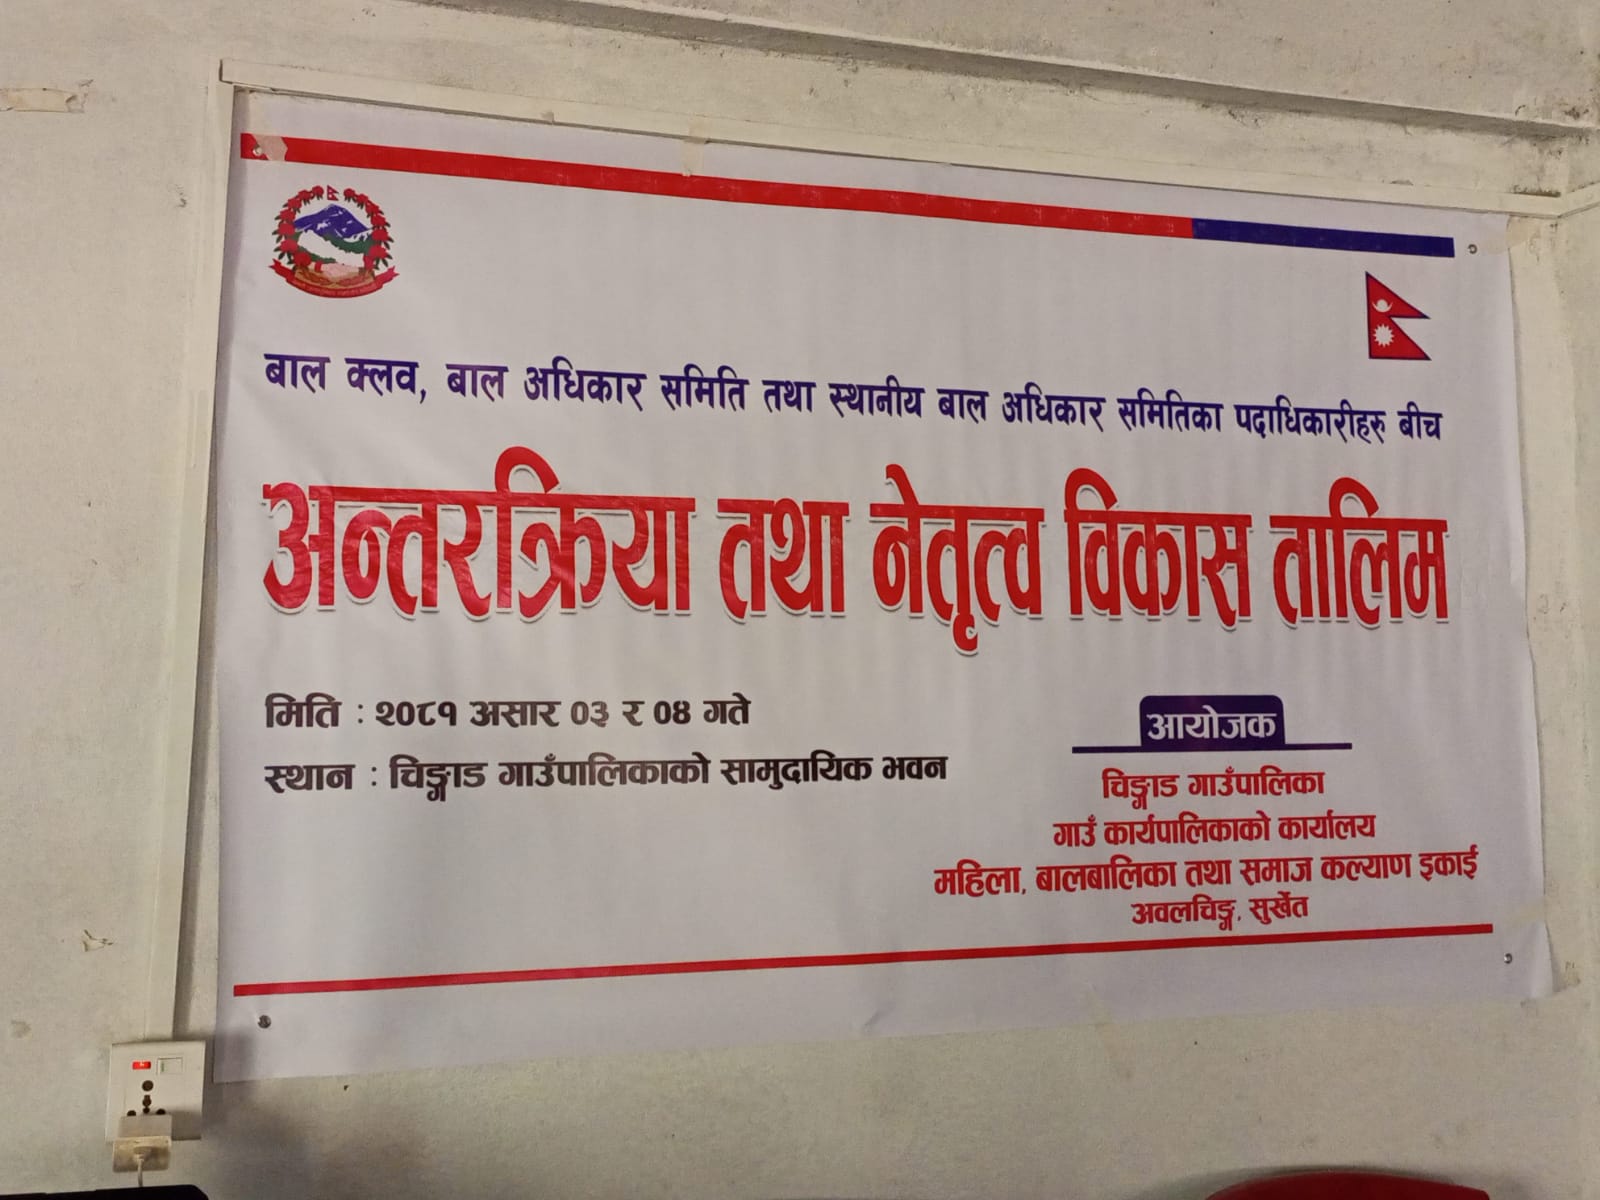 बाल क्लव, बाल अधिकार समिति तथा स्थानीय बाल अधिकार समितिका पदाधिकारीहरु बीच
अन्तरक्रिया तथा नेतृत्व विकास तालिम
मिति : २०८१ असार ०३ र ०४ गते
स्थान : चिङ्गाड गाउँपालिकाको सामुदायिक भवन
आयोजक
चिङ्गाड गाउँपालिका
गाउँ कार्यपालिकाको कार्यालय
महिला, बालबालिका तथा समाज कल्याण इकाई
अवलचिङ्ग, सुर्खेत